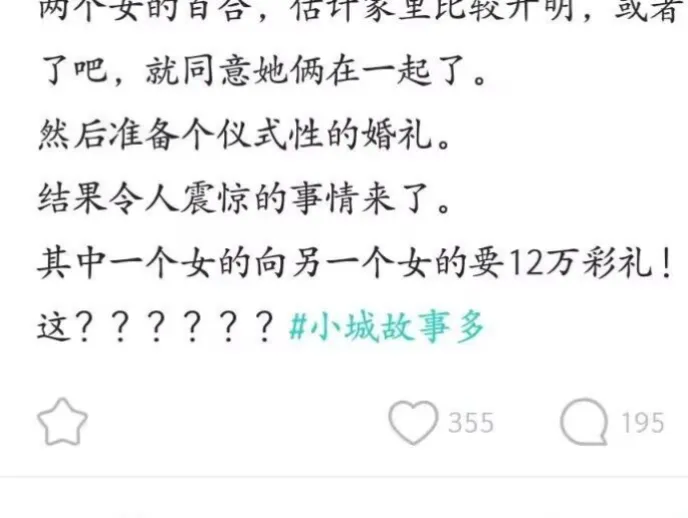 两个女的百合，估计家里比较开明，或者
了吧，就同意她俩在一起了。
然后准备个仪式性的婚礼。
结果令人震惊的事情来了。
其中一个女的向另一个女的要12万彩礼！
这？？？？？？#小城故事多
355
195